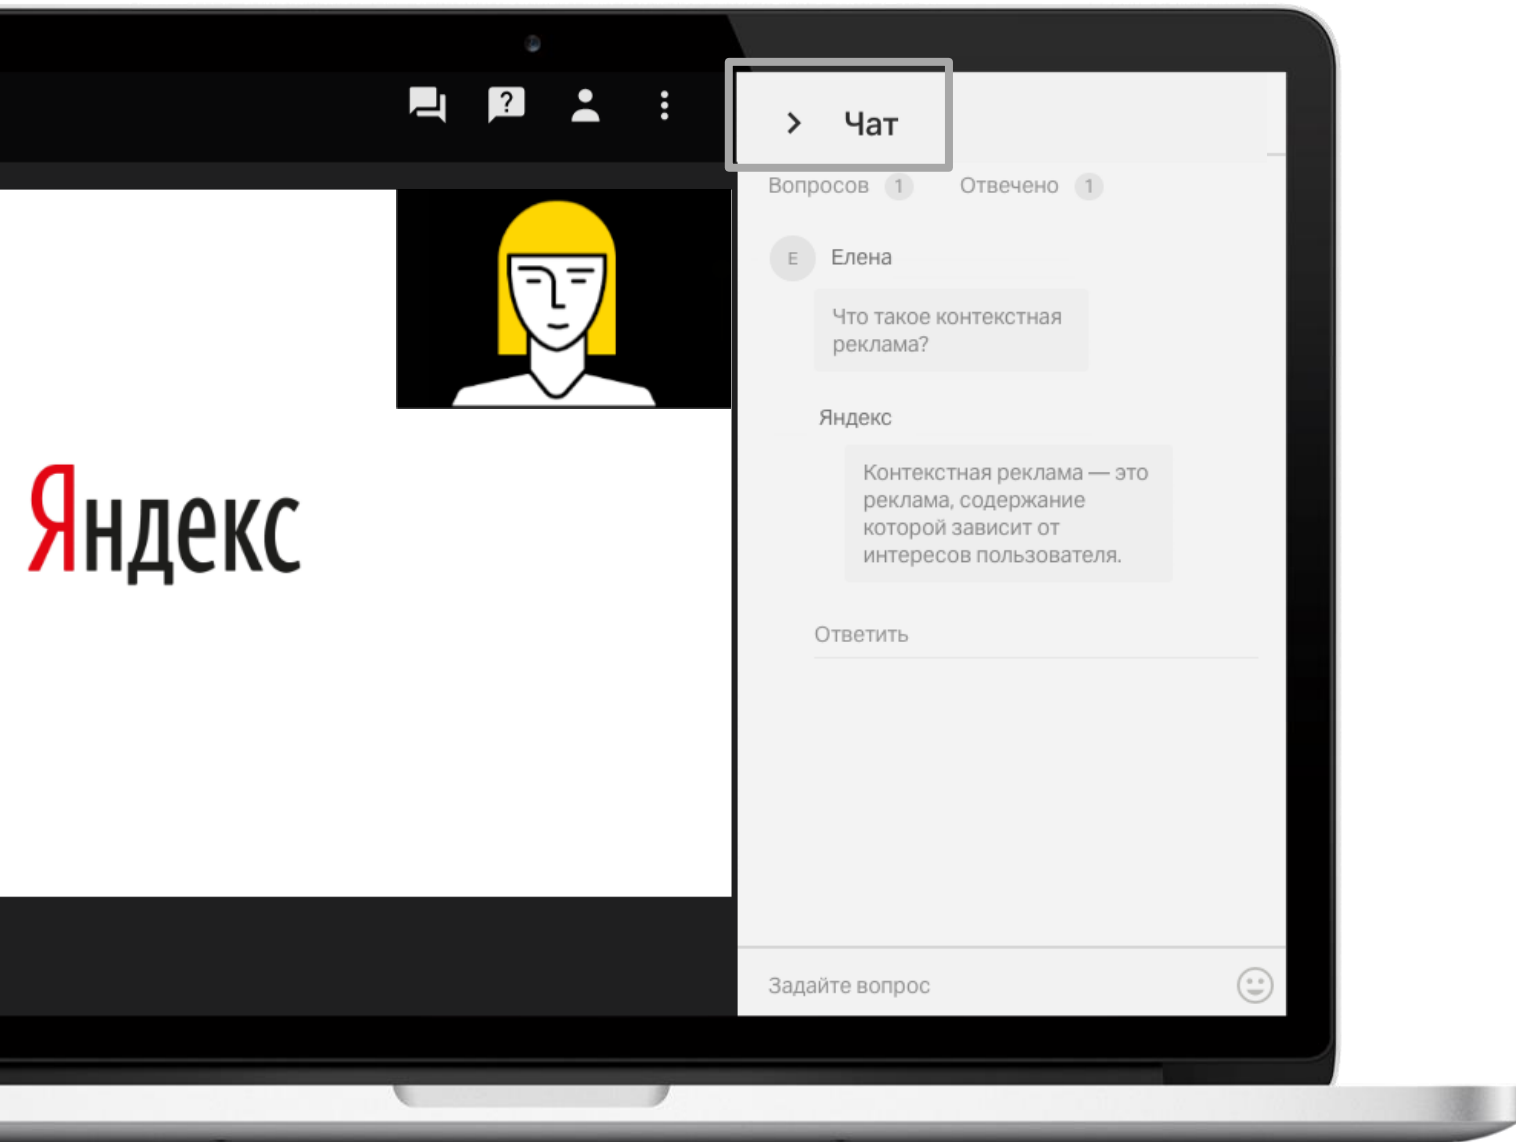 Чат
Вопросов 1 Отвечено 1
Е Елена
Что такое контекстная
реклама?
Яндекс
Контекстная реклама — это
реклама, содержание
которой зависит от
интересов пользователя.
Ответить
Задайте вопрос
Яндекс
?